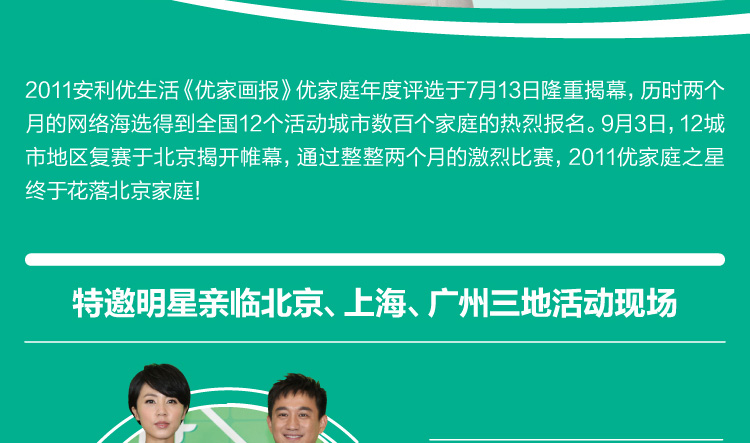 2011安利优生活《优家画报》优家庭年度评选于7月13日隆重揭幕，历时两个
月的网络海选得到全国12个活动城市数百个家庭的热烈报名。9月3日，12城
市地区复赛于北京揭开帷幕，通过整整两个月的激烈比赛，2011优家庭之星
终于花落北京家庭！
特邀明星亲临北京、上海、广州三地活动现场